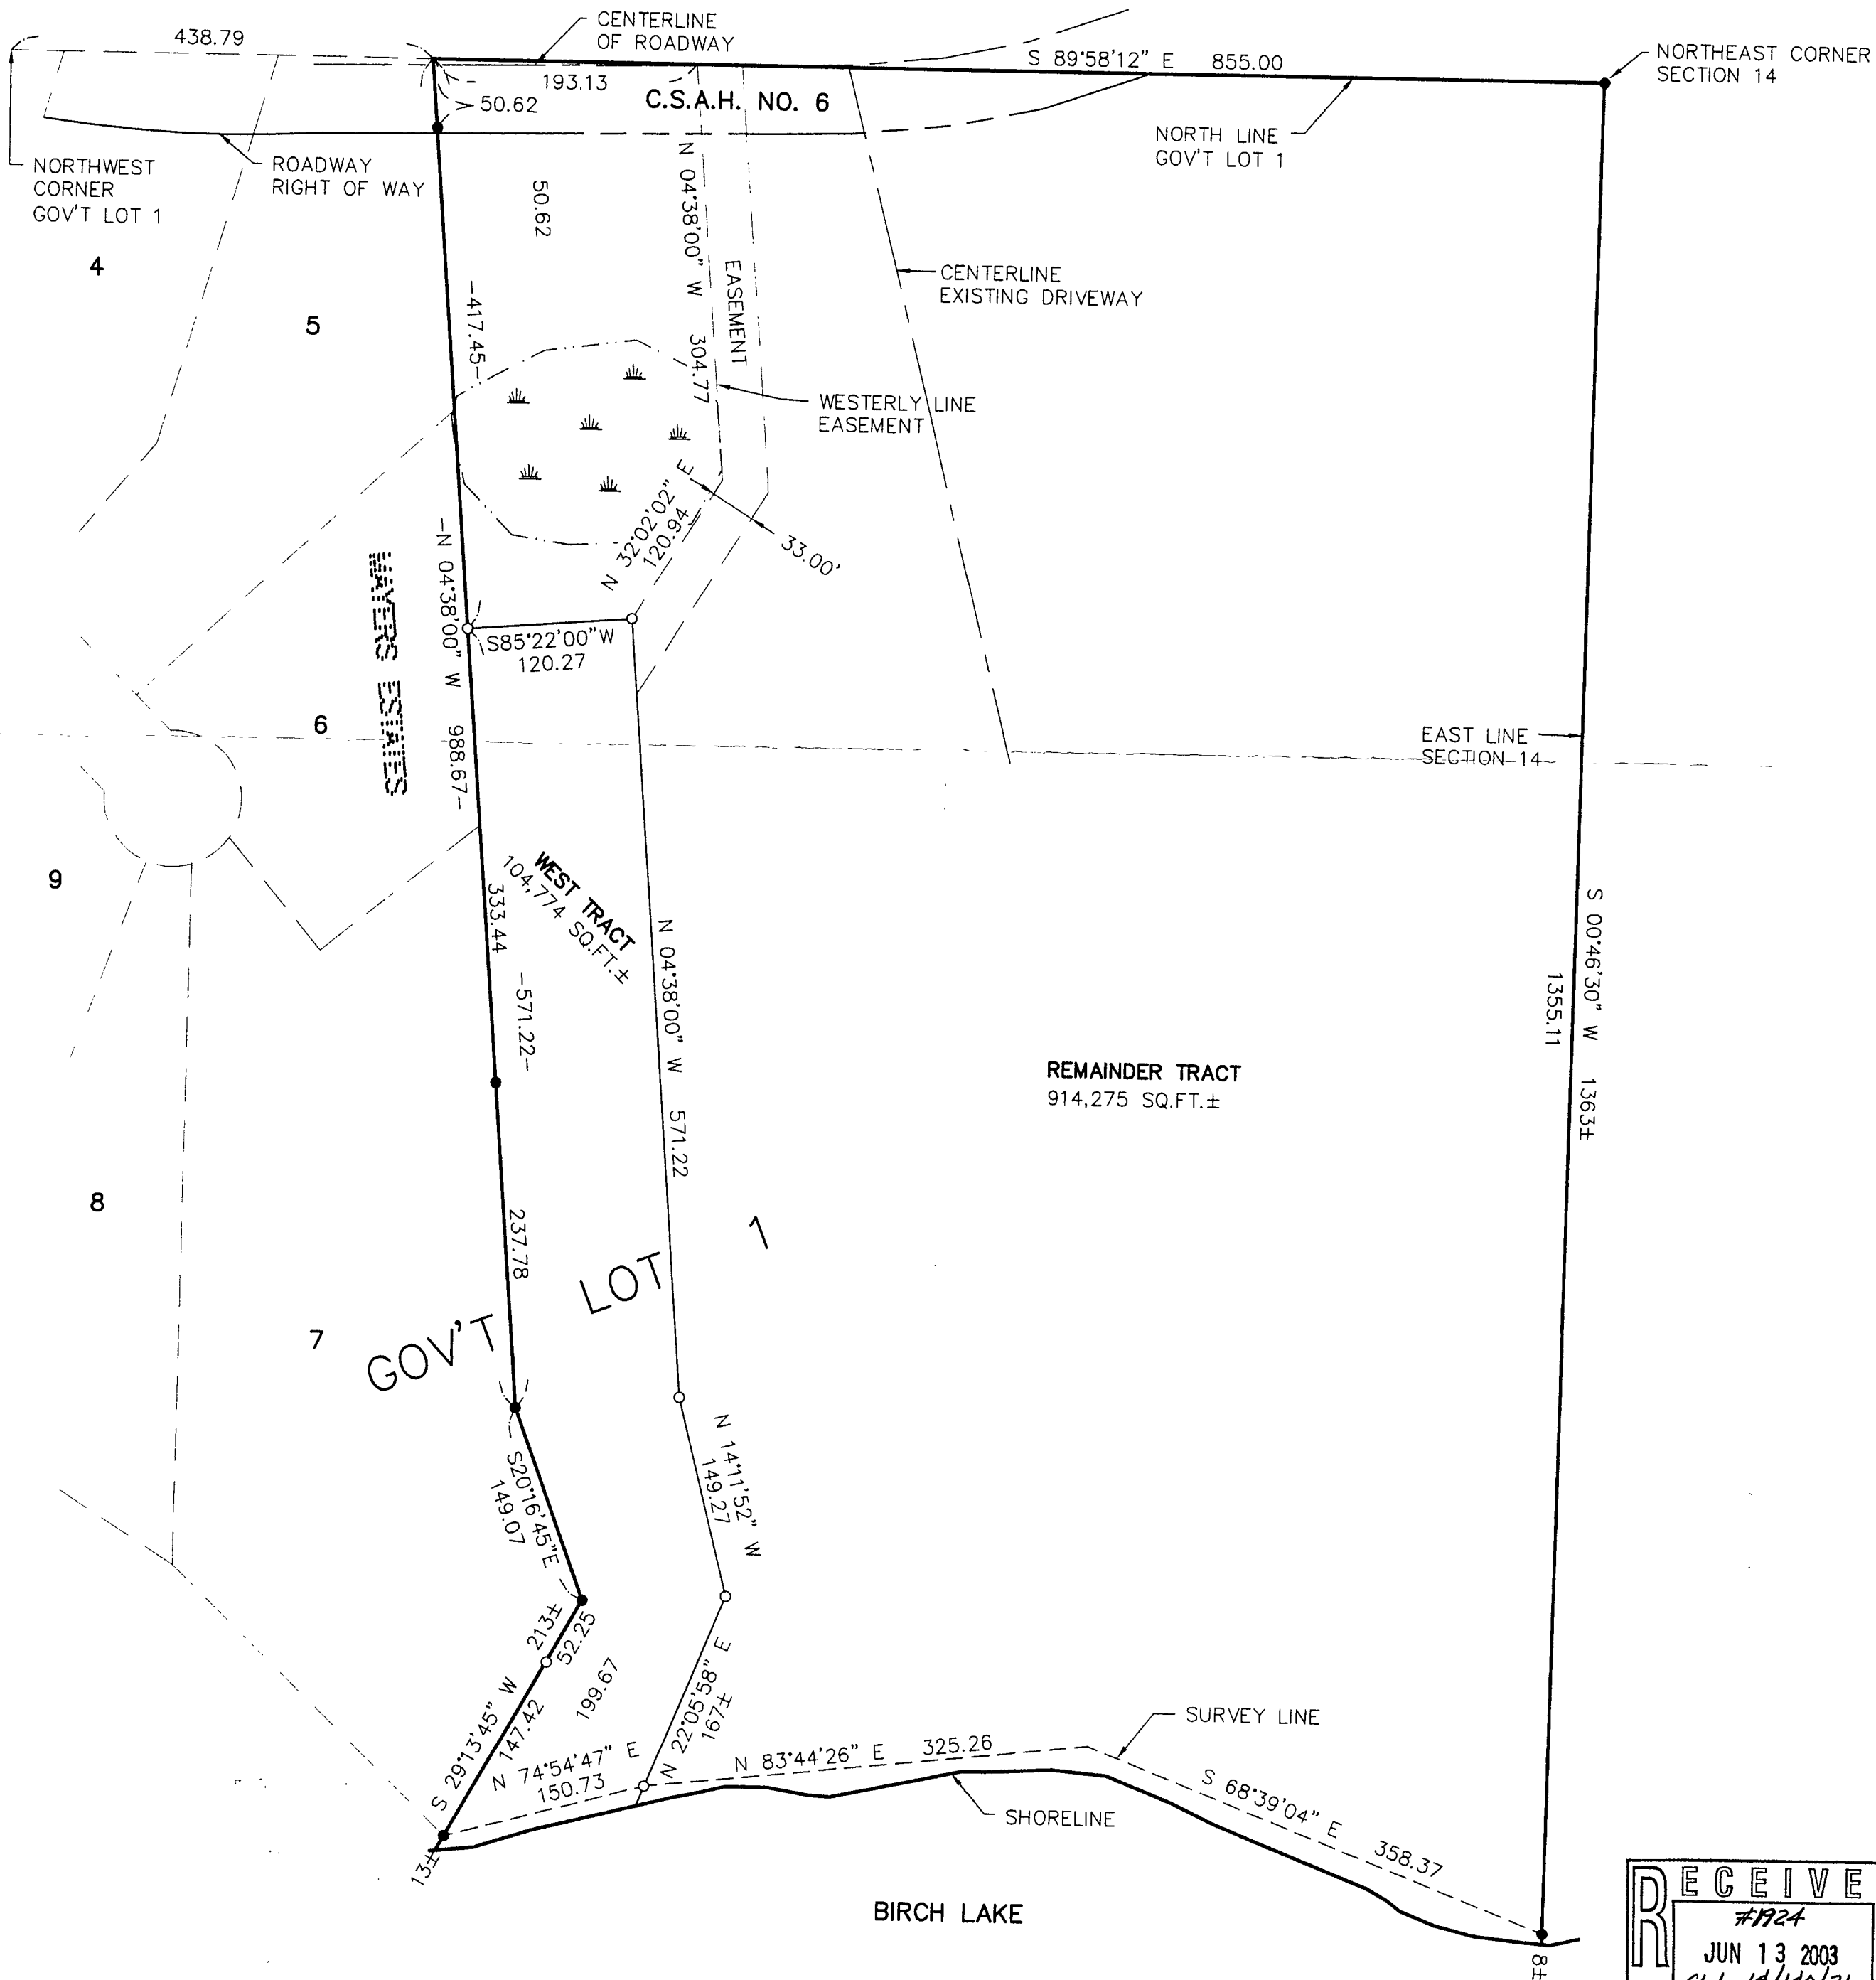 438.79
CENTERLINE
OF ROADWAY
S 89°58'12" E 855.00
NORTHEAST CORNER
SECTION 14
193.13
50.62
C.S.A.H. NO. 6
NORTHWEST
CORNER
GOV'T LOT 1
ROADWAY
RIGHT OF WAY
NORTH LINE
GOV'T LOT 1
50.62
N 04°38'00" W 304.77
EASEMENT
CENTERLINE
EXISTING DRIVEWAY
4
5
-417.45-
WESTERLY LINE
EASEMENT
N 32°02'02" E
120.94
33.00'
-N 04°38'00" W 988.67-
S85°22'00"W
120.27
ESTATES
6
EAST LINE
SECTION 14
9
WEST TRACT
104,774 SQ.FT.±
333.44
-571.22-
N 04°38'00" W 571.22
S 00°46'30" W 1363±
1355.11
REMAINDER TRACT
914,275 SQ.FT.±
8
237.78
GOV'T LOT 1
7
N 14°11'52" W
149.27
S20°16'45"E
149.07
213±
52.25
199.67
S 29°13'45" W
147.42
N 22°05'58" E
167±
N 74°54'47" E
150.73
N 83°44'26" E 325.26
SURVEY LINE
SHORELINE
S 68°39'04" E 358.37
13±
BIRCH LAKE
8±
RECEIVE
#1924
JUN 13 2003